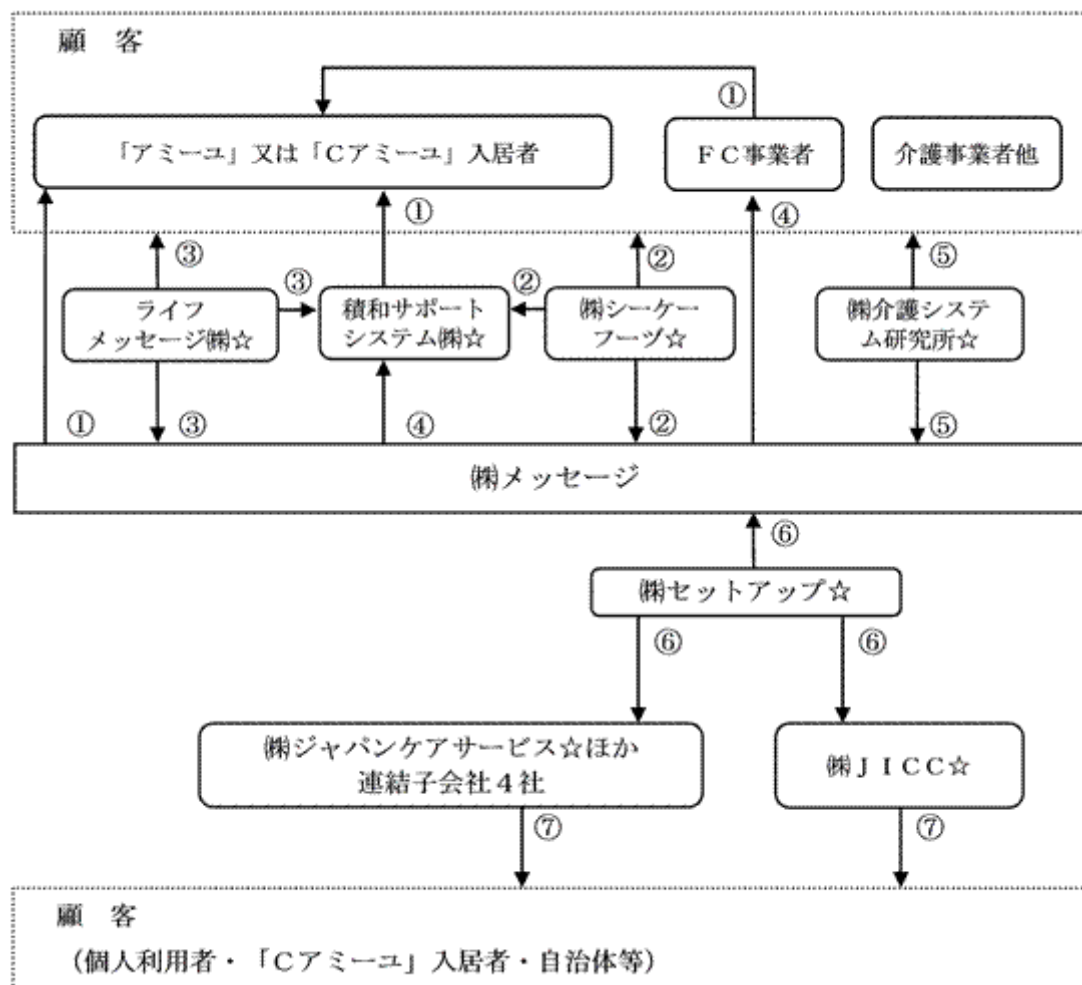 顧　客
①
「アミーユ」又は「Ｃアミーユ」入居者
ＦＣ事業者
介護事業者他
①
④
③
②
⑤
③
②
ライフ
メッセージ㈱☆
積和サポート
システム㈱☆
㈱シーケー
フーヅ☆
㈱介護システ
ム研究所☆
①
③
④
②
⑤
㈱メッセージ
⑥
㈱セットアップ☆
⑥
⑥
㈱ジャパンケアサービス☆ほか
連結子会社４社
㈱ＪＩＣＣ☆
⑦
⑦
顧　客
（個人利用者・「Ｃアミーユ」入居者・自治体等）